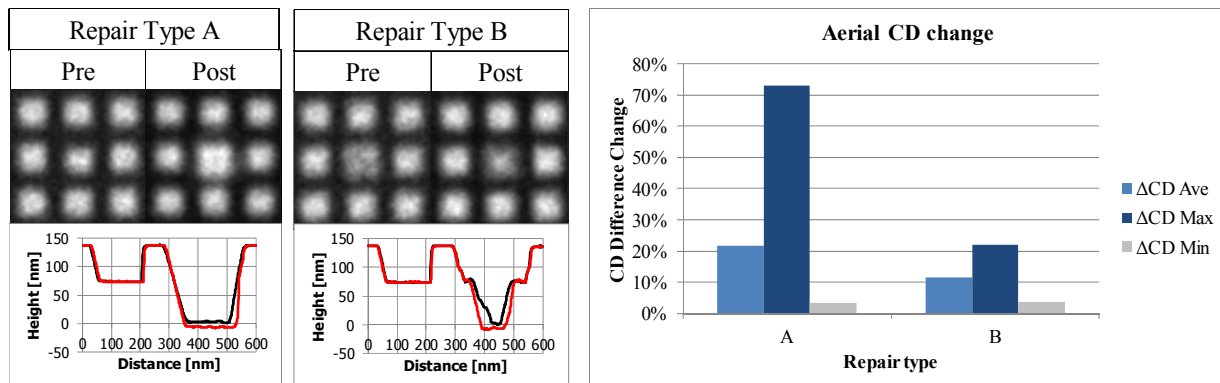 Repair Type A
Pre Post
Height [nm]
150
100
50
0
-50
0 100 200 300 400 500 600
Distance [nm]
Repair Type B
Pre Post
Height [nm]
150
100
50
0
-50
0 100 200 300 400 500 600
Distance [nm]
Aerial CD change
CD Difference Change
80%
70%
60%
50%
40%
30%
20%
10%
0%
A B
Repair type
ΔCD Ave
ΔCD Max
ΔCD Min